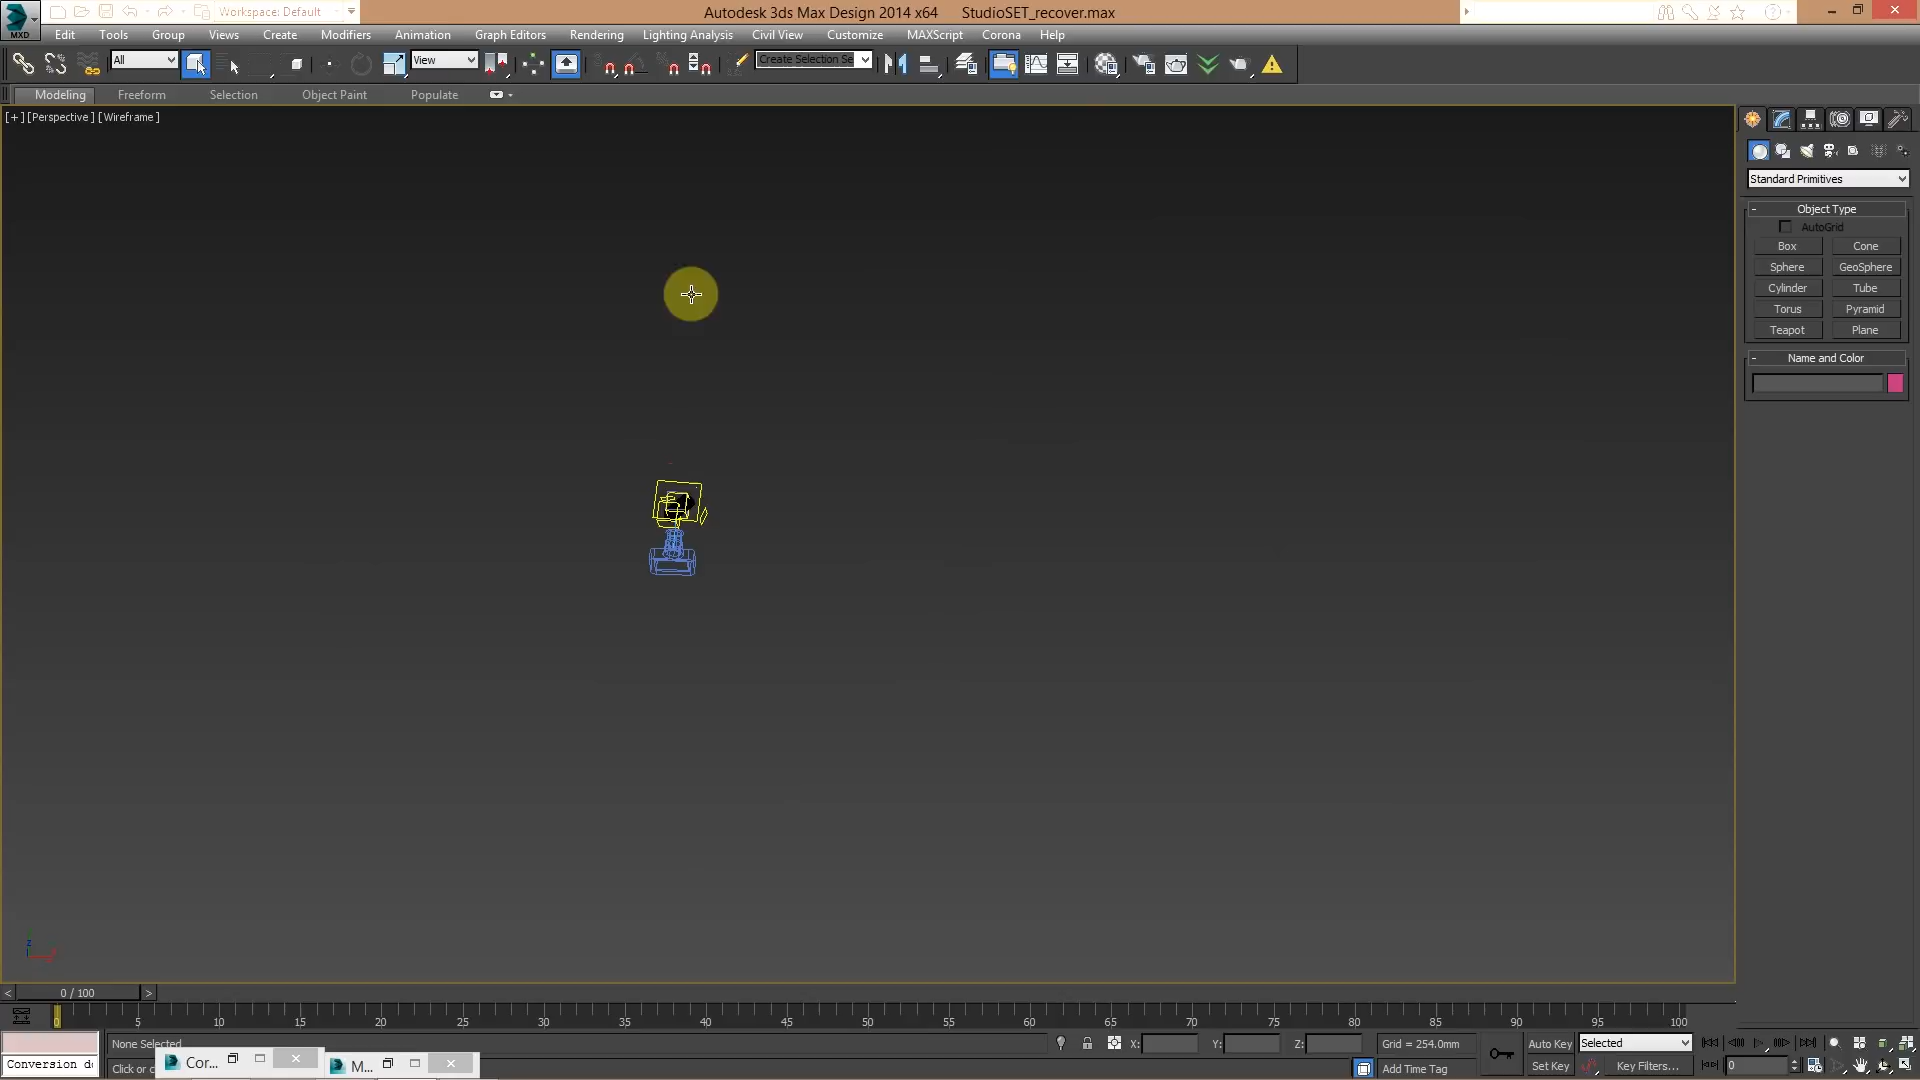 Workspace: Default
Autodesk 3ds Max Design 2014 x64 StudioSET_recover.max
MXD
Edit Tools Group Views Create Modifiers Animation Graph Editors Rendering Lighting Analysis Civil View Customize MAXScript Corona Help
All View Create Selection Se
Modeling Freeform Selection Object Paint Populate
[+] [Perspective] [Wireframe]
Standard Primitives
- Object Type
AutoGrid
Box Cone
Sphere GeoSphere
Cylinder Tube
Torus Pyramid
Teapot Plane
- Name and Color
z
< 0 / 100 >
0 5 10 15 20 25 30 35 40 45 50 55 60 65 70 75 80 85 90 95 100
None Selected X: Y: Z: Grid = 254.0mm Auto Key Selected
Conversion d Click or c Cor... M... Add Time Tag Set Key Key Filters... 0